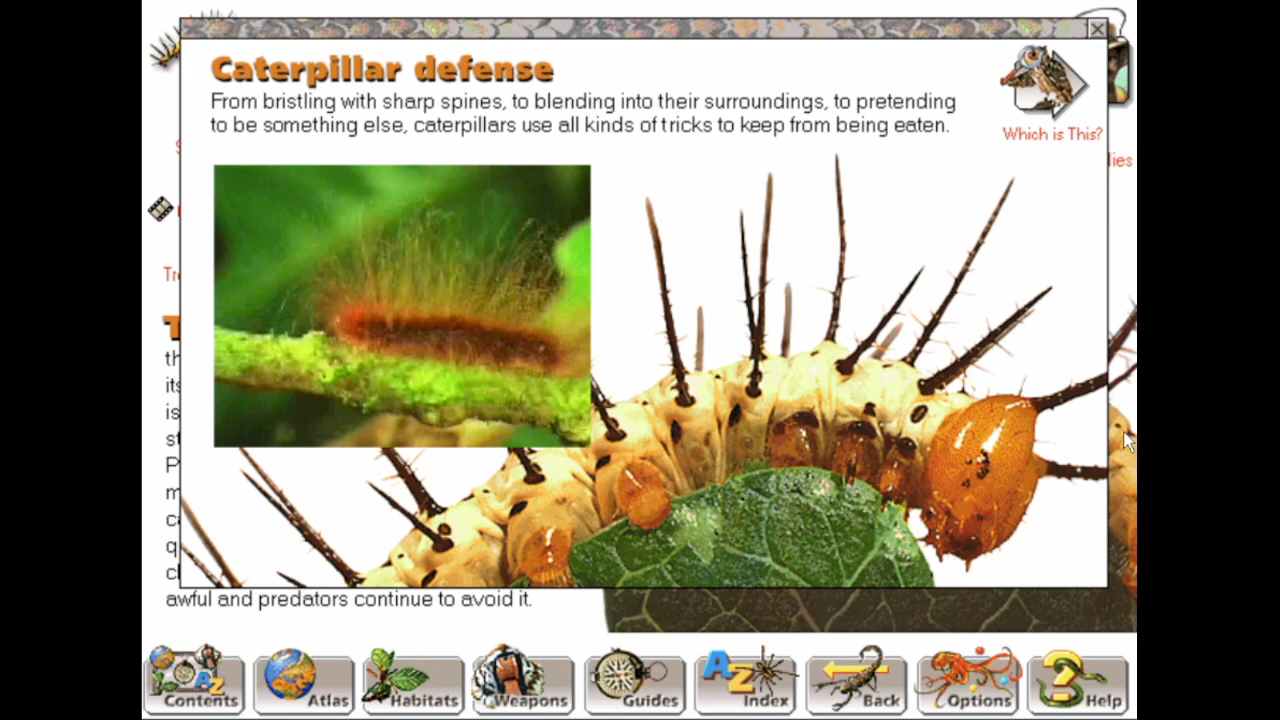 Caterpillar defense
From bristling with sharp spines, to blending into their surroundings, to pretending
to be something else, caterpillars use all kinds of tricks to keep from being eaten.
Which is This?
awful and predators continue to avoid it.
Contents
Atlas
Habitats
Weapons
Guides
AZ Index
Back
Options
? Help